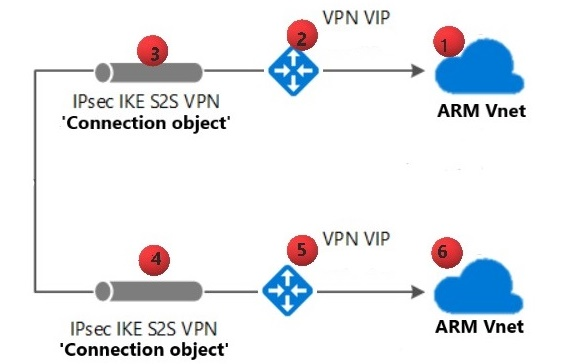 VPN VIP
3
2
1
IPsec IKE S2S VPN
'Connection object'
ARM Vnet
VPN VIP
4
5
6
IPsec IKE S2S VPN
'Connection object'
ARM Vnet